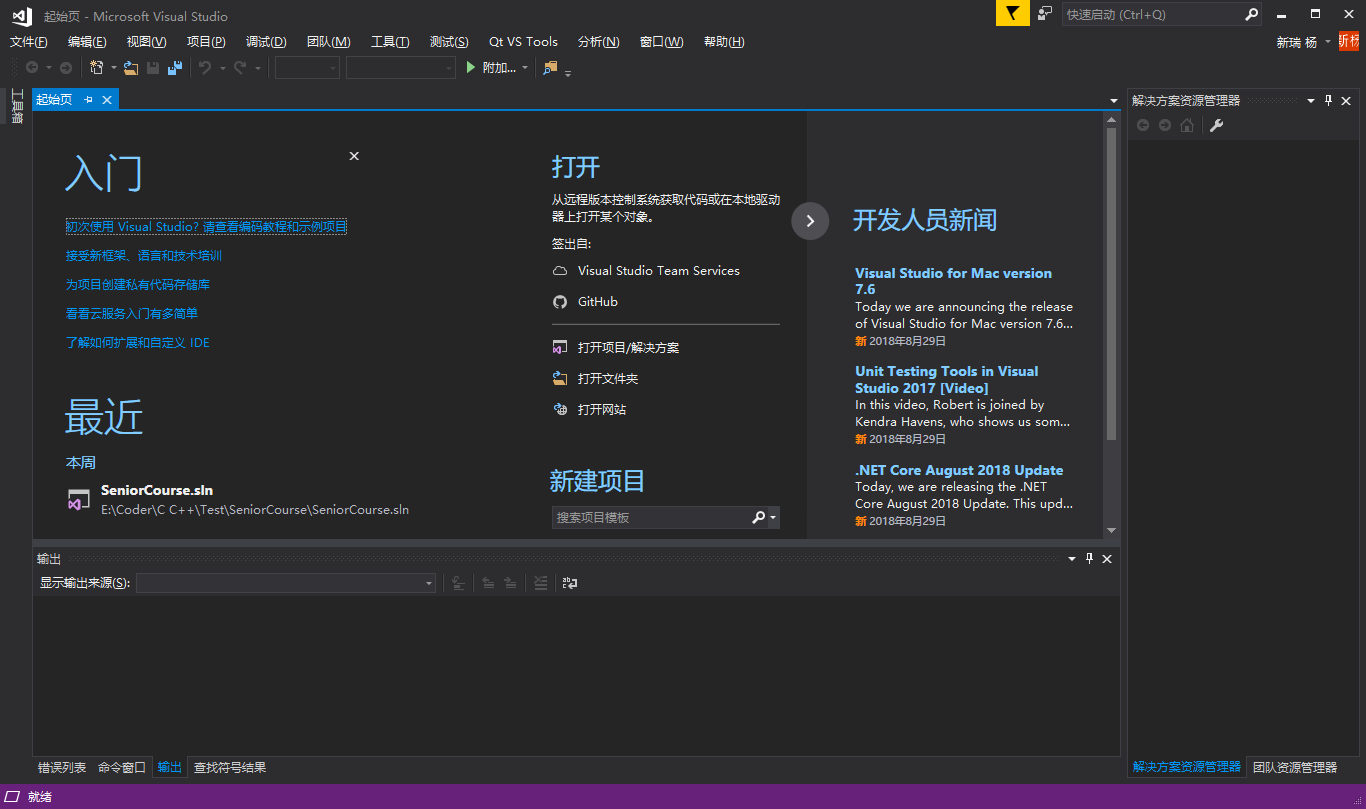 起始页 - Microsoft Visual Studio
快速启动 (Ctrl+Q)
文件(F) 编辑(E) 视图(V) 项目(P) 调试(D) 团队(M) 工具(T) 测试(S) Qt VS Tools 分析(N) 窗口(W) 帮助(H)
新瑞 杨
新杨
附加...
工具箱
起始页
入门
初次使用 Visual Studio? 请查看编码教程和示例项目
接受新框架、语言和技术培训
为项目创建私有代码存储库
看看云服务入门有多简单
了解如何扩展和自定义 IDE
最近
本周
SeniorCourse.sln
E:\Coder\C C++\Test\SeniorCourse\SeniorCourse.sln
打开
从远程版本控制系统获取代码或在本地驱动
器上打开某个对象。
签出自:
Visual Studio Team Services
GitHub
打开项目/解决方案
打开文件夹
打开网站
新建项目
搜索项目模板
开发人员新闻
Visual Studio for Mac version
7.6
Today we are announcing the release
of Visual Studio for Mac version 7.6...
新 2018年8月29日
Unit Testing Tools in Visual
Studio 2017 [Video]
In this video, Robert is joined by
Kendra Havens, who shows us som...
新 2018年8月29日
.NET Core August 2018 Update
Today, we are releasing the .NET
Core August 2018 Update. This upd...
新 2018年8月29日
解决方案资源管理器
输出
显示输出来源(S):
错误列表 命令窗口 输出 查找符号结果
解决方案资源管理器 团队资源管理器
就绪